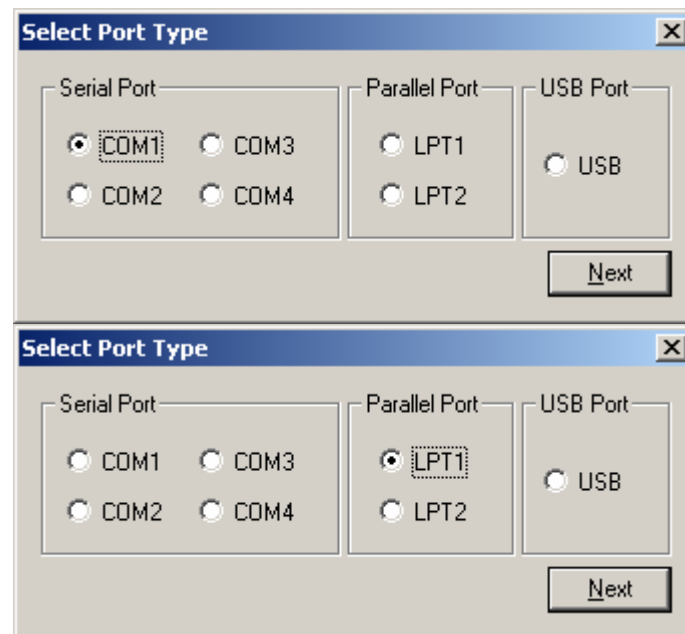 Select Port Type
Serial Port Parallel Port USB Port
COM1 COM3 LPT1
USB
COM2 COM4 LPT2
Next
Select Port Type
Serial Port Parallel Port USB Port
COM1 COM3 LPT1
USB
COM2 COM4 LPT2
Next